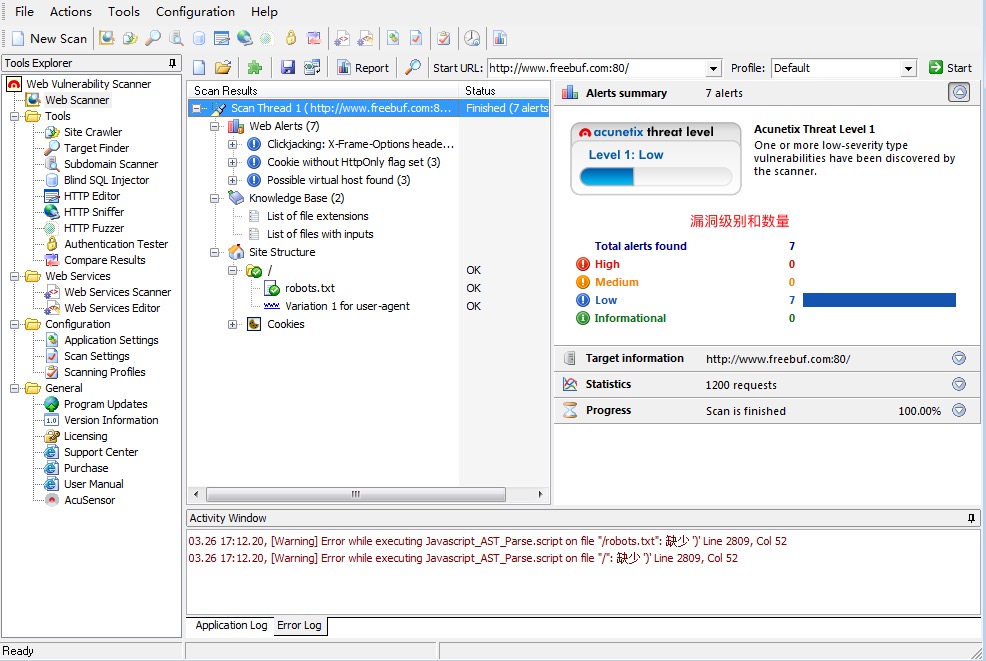 File Actions Tools Configuration Help
New Scan
Tools Explorer
Web Vulnerability Scanner
Web Scanner
Tools
Site Crawler
Target Finder
Subdomain Scanner
Blind SQL Injector
HTTP Editor
HTTP Sniffer
HTTP Fuzzer
Authentication Tester
Compare Results
Web Services
Web Services Scanner
Web Services Editor
Configuration
Application Settings
Scan Settings
Scanning Profiles
General
Program Updates
1.0 Version Information
Licensing
Support Center
Purchase
User Manual
AcuSensor
Report Start URL: http://www.freebuf.com:80/ Profile: Default Start
Scan Results Status
Scan Thread 1 ( http://www.freebuf.com:8... Finished (7 alerts
Web Alerts (7)
Clickjacking: X-Frame-Options heade...
Cookie without HttpOnly flag set (3)
Possible virtual host found (3)
Knowledge Base (2)
List of file extensions
List of files with inputs
Site Structure
/ OK
robots.txt OK
Variation 1 for user-agent OK
Cookies
Alerts summary 7 alerts
acunetix threat level
Level 1: Low
Acunetix Threat Level 1
One or more low-severity type
vulnerabilities have been discovered by
the scanner.
漏洞级别和数量
Total alerts found 7
High 0
Medium 0
Low 7
Informational 0
Target information http://www.freebuf.com:80/
Statistics 1200 requests
Progress Scan is finished 100.00%
Activity Window
03.26 17:12.20, [Warning] Error while executing Javascript_AST_Parse.script on file "/robots.txt": 缺少 ')' Line 2809, Col 52
03.26 17:12.20, [Warning] Error while executing Javascript_AST_Parse.script on file "/": 缺少 ')' Line 2809, Col 52
Application Log Error Log
Ready